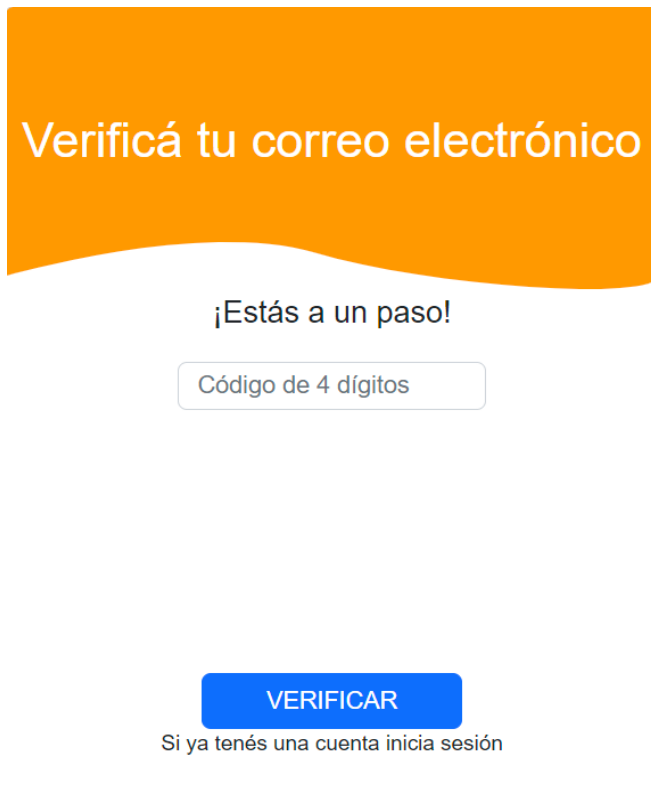 Verificá tu correo electrónico
¡Estás a un paso!
Código de 4 dígitos
VERIFICAR
Si ya tenés una cuenta inicia sesión